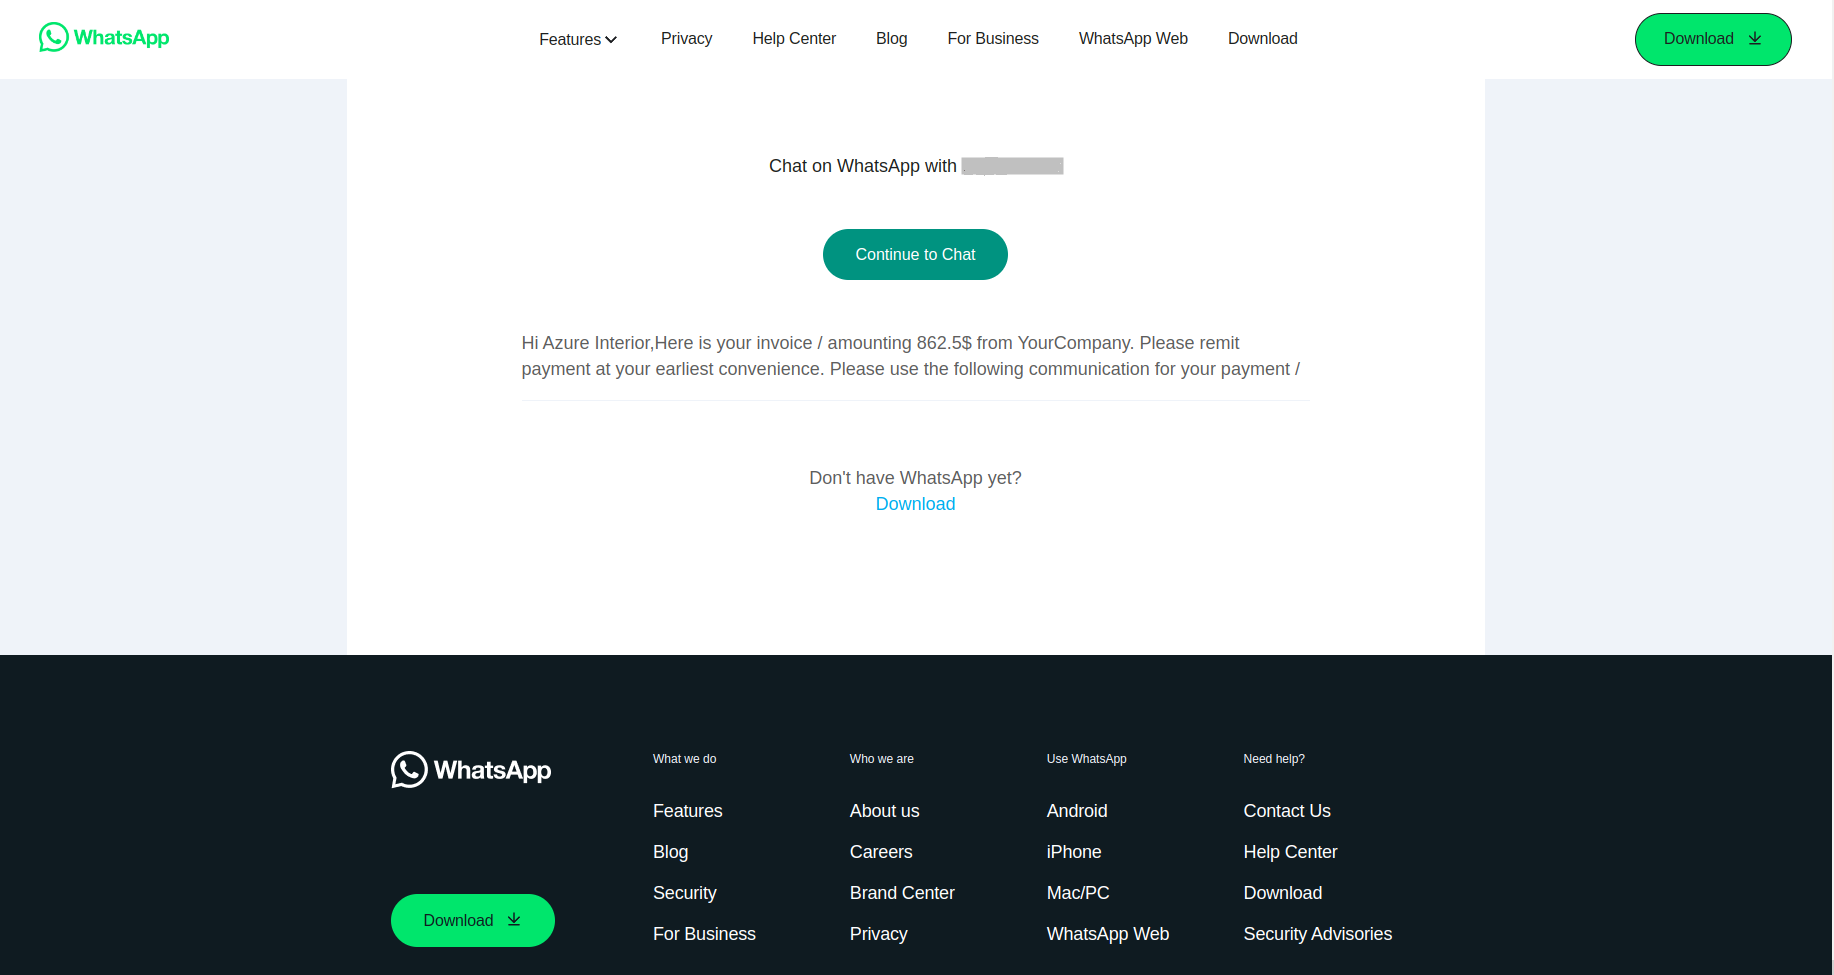 WhatsApp
Features
Privacy
Help Center
Blog
For Business
WhatsApp Web
Download
Download
Chat on WhatsApp with
Continue to Chat
Hi Azure Interior,Here is your invoice / amounting 862.5$ from YourCompany. Please remit
payment at your earliest convenience. Please use the following communication for your payment /
Don't have WhatsApp yet?
Download
WhatsApp
Download
What we do
Features
Blog
Security
For Business
Who we are
About us
Careers
Brand Center
Privacy
Use WhatsApp
Android
iPhone
Mac/PC
WhatsApp Web
Need help?
Contact Us
Help Center
Download
Security Advisories